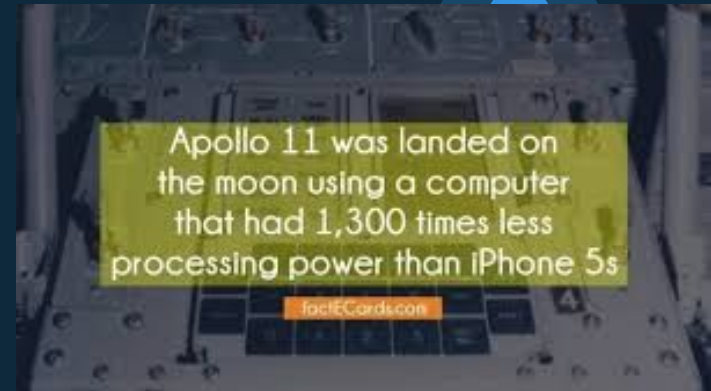 Apollo 11 was landed on
the moon using a computer
that had 1,300 times less
processing power than iPhone 5s
factECards.com
4